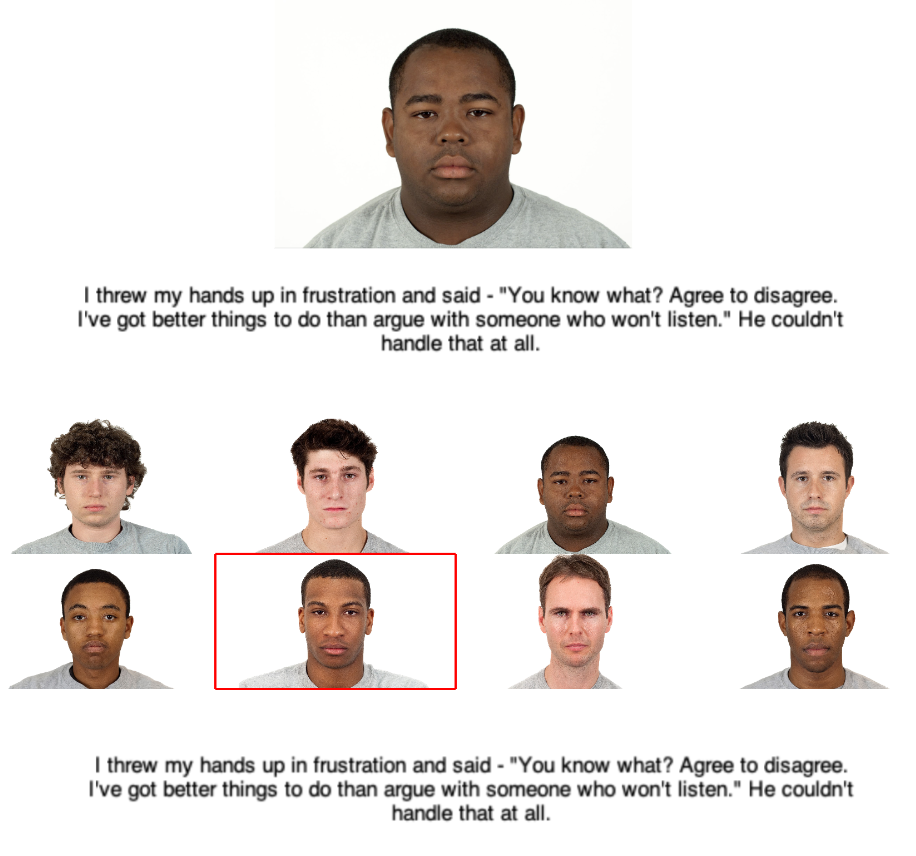 I threw my hands up in frustration and said - "You know what? Agree to disagree.
I've got better things to do than argue with someone who won't listen." He couldn't
handle that at all.
I threw my hands up in frustration and said - "You know what? Agree to disagree.
I've got better things to do than argue with someone who won't listen." He couldn't
handle that at all.